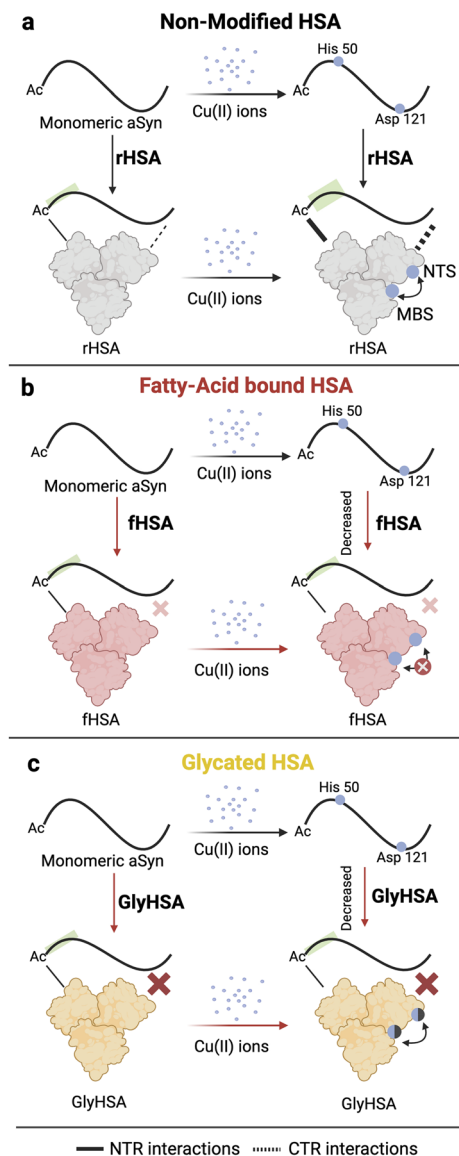 a
Non-Modified HSA
Ac
Monomeric aSyn
Cu(II) ions
His 50
Ac
Asp 121
rHSA
rHSA
Ac
Cu(II) ions
Ac
NTS
MBS
rHSA
rHSA
b
Fatty-Acid bound HSA
Ac
Monomeric aSyn
Cu(II) ions
His 50
Ac
Asp 121
fHSA
Decreased
fHSA
Ac
Cu(II) ions
Ac
fHSA
fHSA
c
Glycated HSA
Ac
Monomeric aSyn
Cu(II) ions
His 50
Ac
Asp 121
GlyHSA
Decreased
GlyHSA
Ac
Cu(II) ions
Ac
GlyHSA
GlyHSA
NTR interactions
CTR interactions